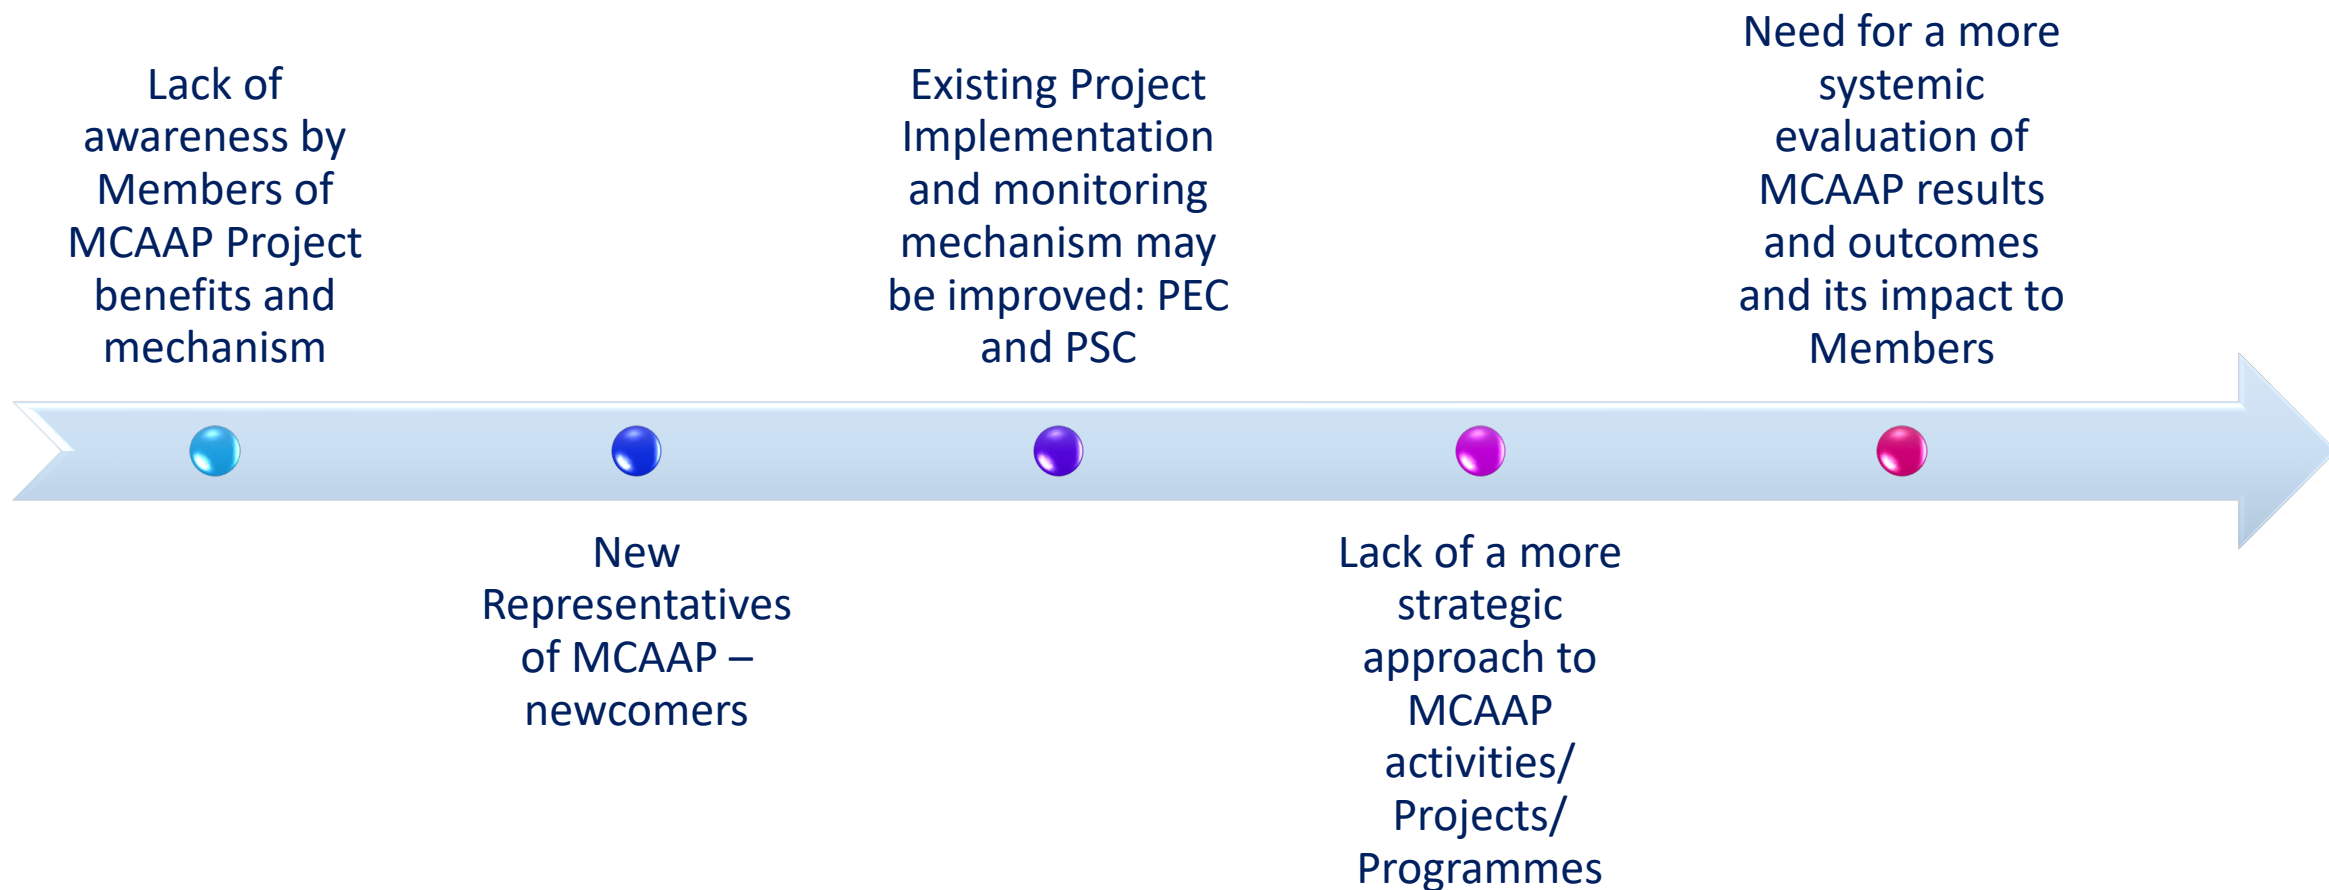 Lack of
awareness by
Members of
MCAAP Project
benefits and
mechanism
New
Representatives
of MCAAP –
newcomers
Existing Project
Implementation
and monitoring
mechanism may
be improved: PEC
and PSC
Lack of a more
strategic
approach to
MCAAP
activities/
Projects/
Programmes
Need for a more
systemic
evaluation of
MCAAP results
and outcomes
and its impact to
Members